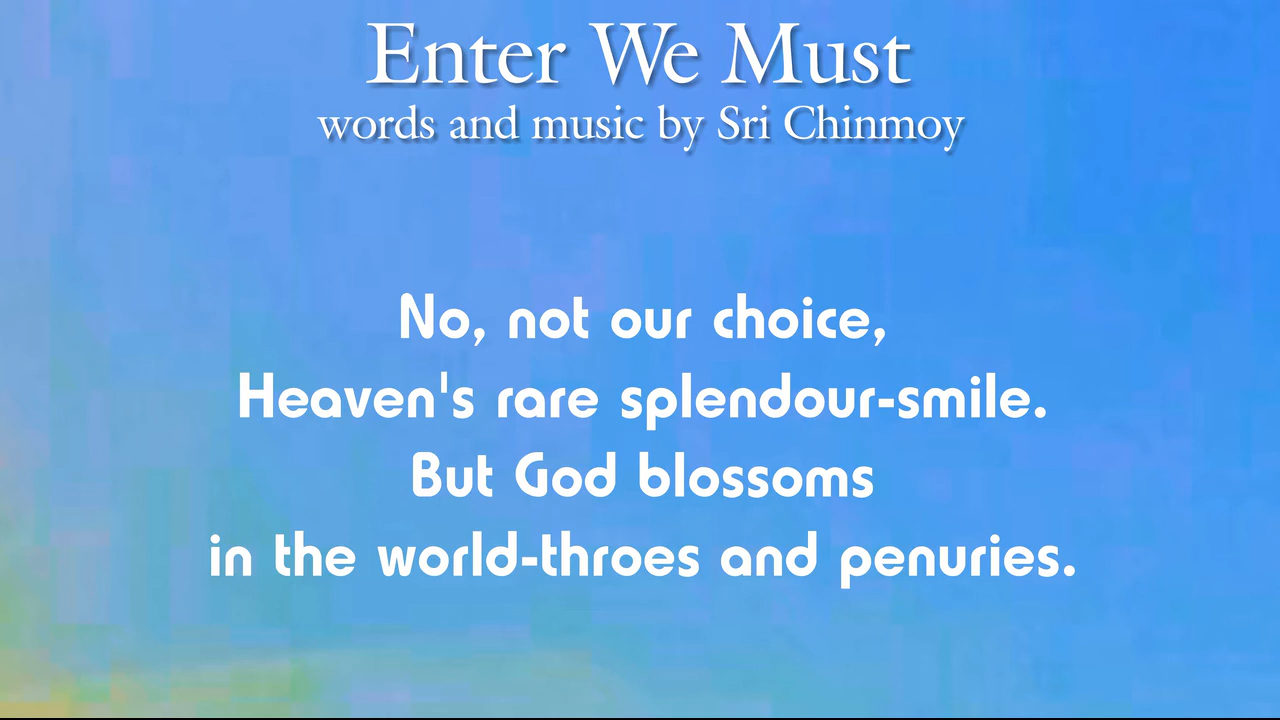 Enter We Must
words and music by Sri Chinmoy
No, not our choice,
Heaven's rare splendour-smile.
But God blossoms
in the world-throes and penuries.